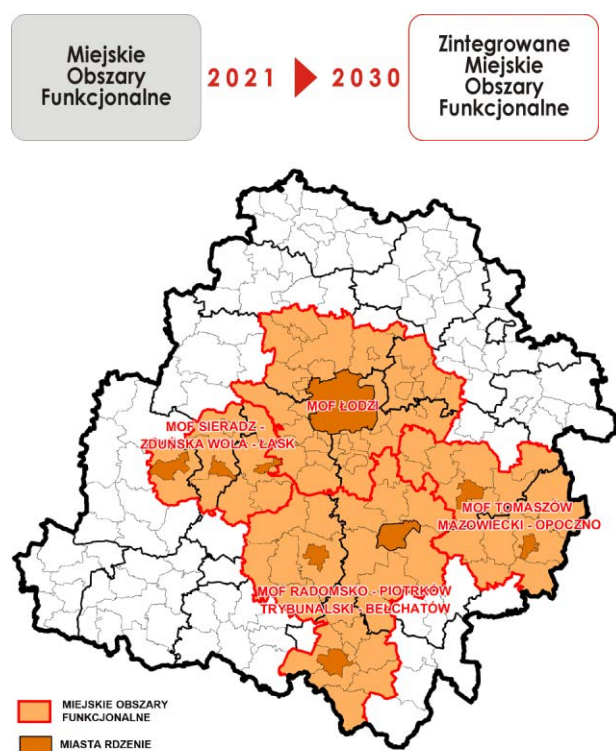 Miejskie
Obszary
Funkcjonalne
2021
2030
Zintegrowane
Miejskie
Obszary
Funkcjonalne
MOF ŁODZI
MOF SIERADZ -
ZDUŃSKA WOLA - ŁASK
MOF TOMASZÓW
MAZOWIECKI - OPOCZNO
MOF RADOMSKO - PIOTRKÓW
TRYBUNALSKI - BEŁCHATÓW
MIEJSKIE OBSZARY
FUNKCJONALNE
MIASTA RDZENIE